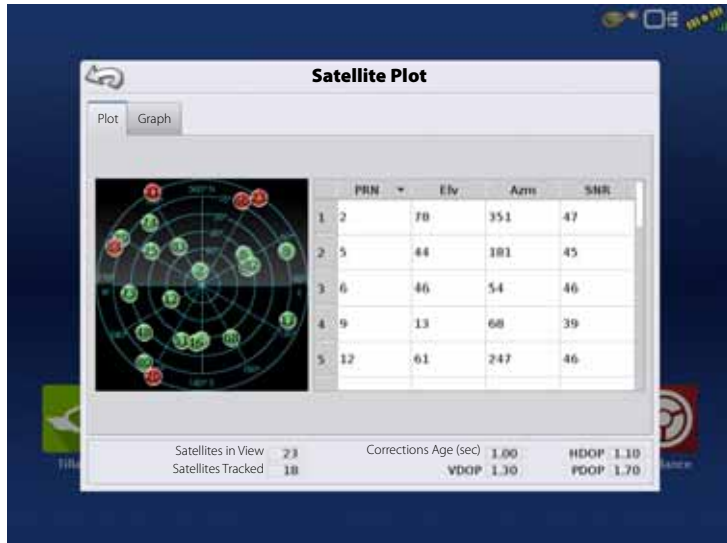 Satellite Plot
Plot Graph
PRN Elv Azm SNR
1 2 78 351 47
2 5 44 181 45
3 6 46 54 46
4 9 13 68 39
5 12 61 247 46
Satellites in View 23 Corrections Age (sec) 1.00 HDOP 1.10
Satellites Tracked 18 VDOP 1.30 PDOP 1.70